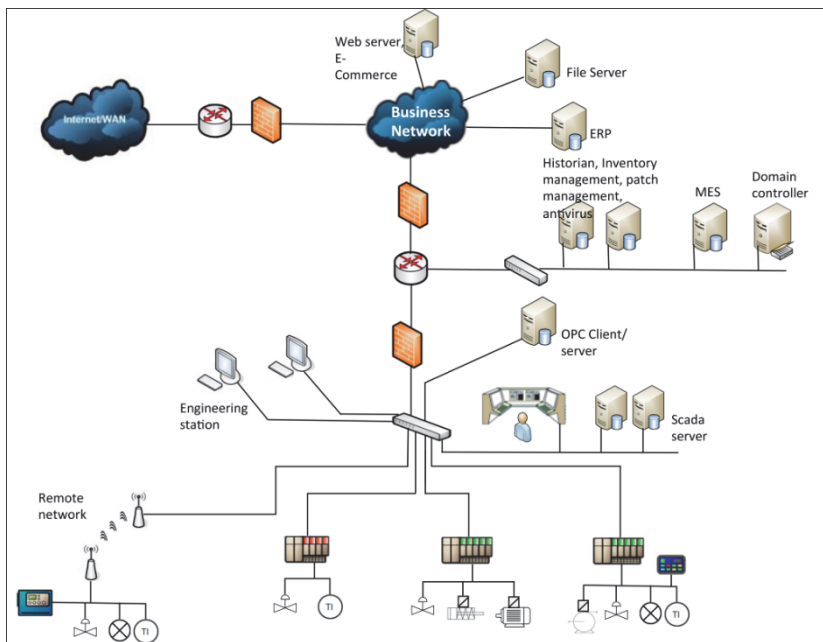 Web server,
E-
Commerce
File Server
Internet/WAN
Business
Network
ERP
Historian, Inventory
management, patch
management,
antivirus
MES
Domain
controller
OPC Client/
server
Engineering
station
Scada
server
Remote
network
TI
TI
TI